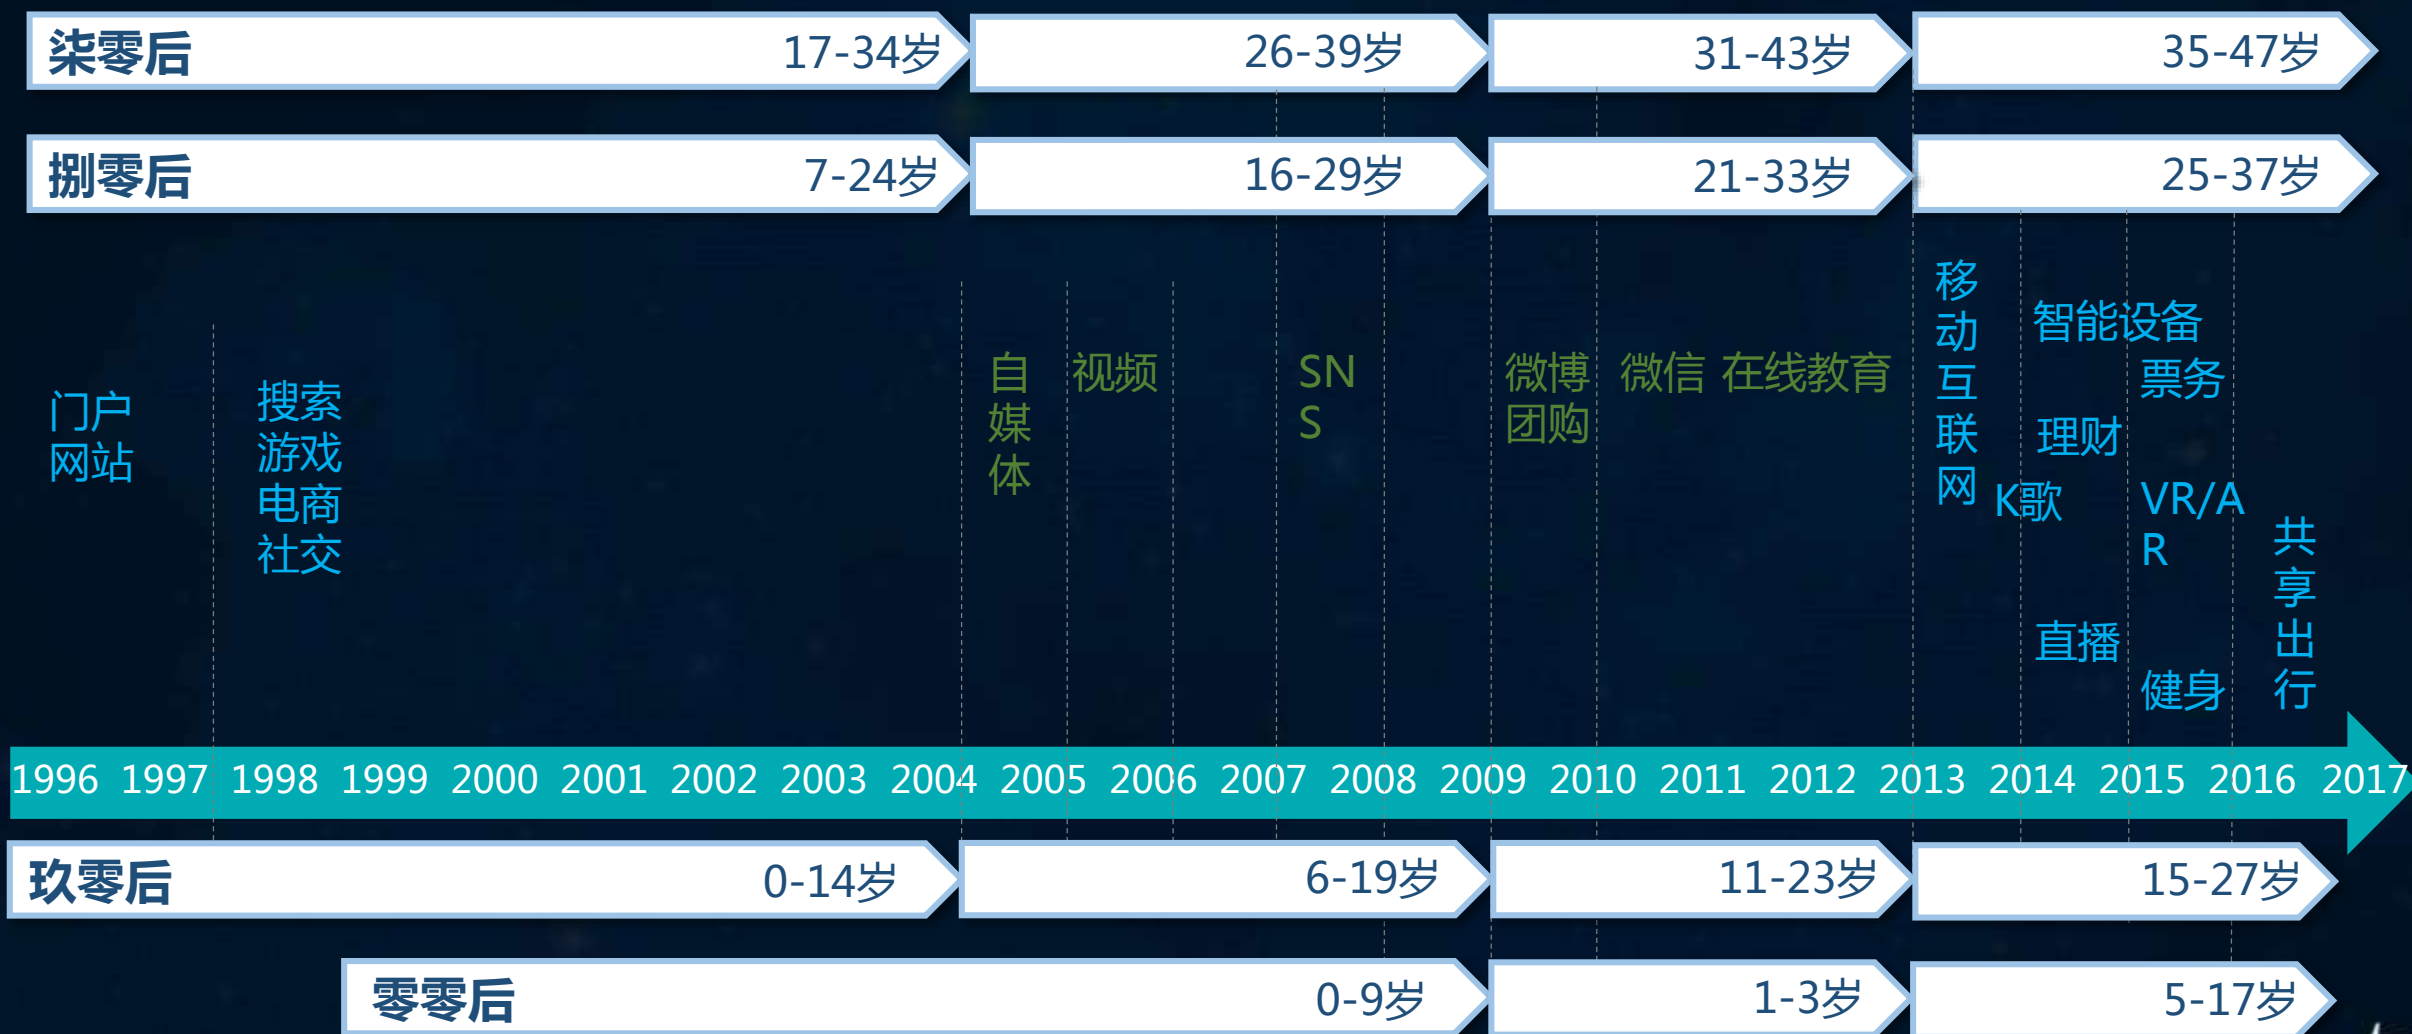 柒零后 17-34岁 26-39岁 31-43岁 35-47岁
捌零后 7-24岁 16-29岁 21-33岁 25-37岁
门户
网站
搜索
游戏
电商
社交
自
媒
体
视频
SN
S
微博
团购
微信
在线教育
移
动
互
联
网
智能设备
票务
理财
K歌
VR/A
R
直播
健身
共
享
出
行
1996 1997 1998 1999 2000 2001 2002 2003 2004 2005 2006 2007 2008 2009 2010 2011 2012 2013 2014 2015 2016 2017
玖零后 0-14岁 6-19岁 11-23岁 15-27岁
零零后 0-9岁 1-3岁 5-17岁